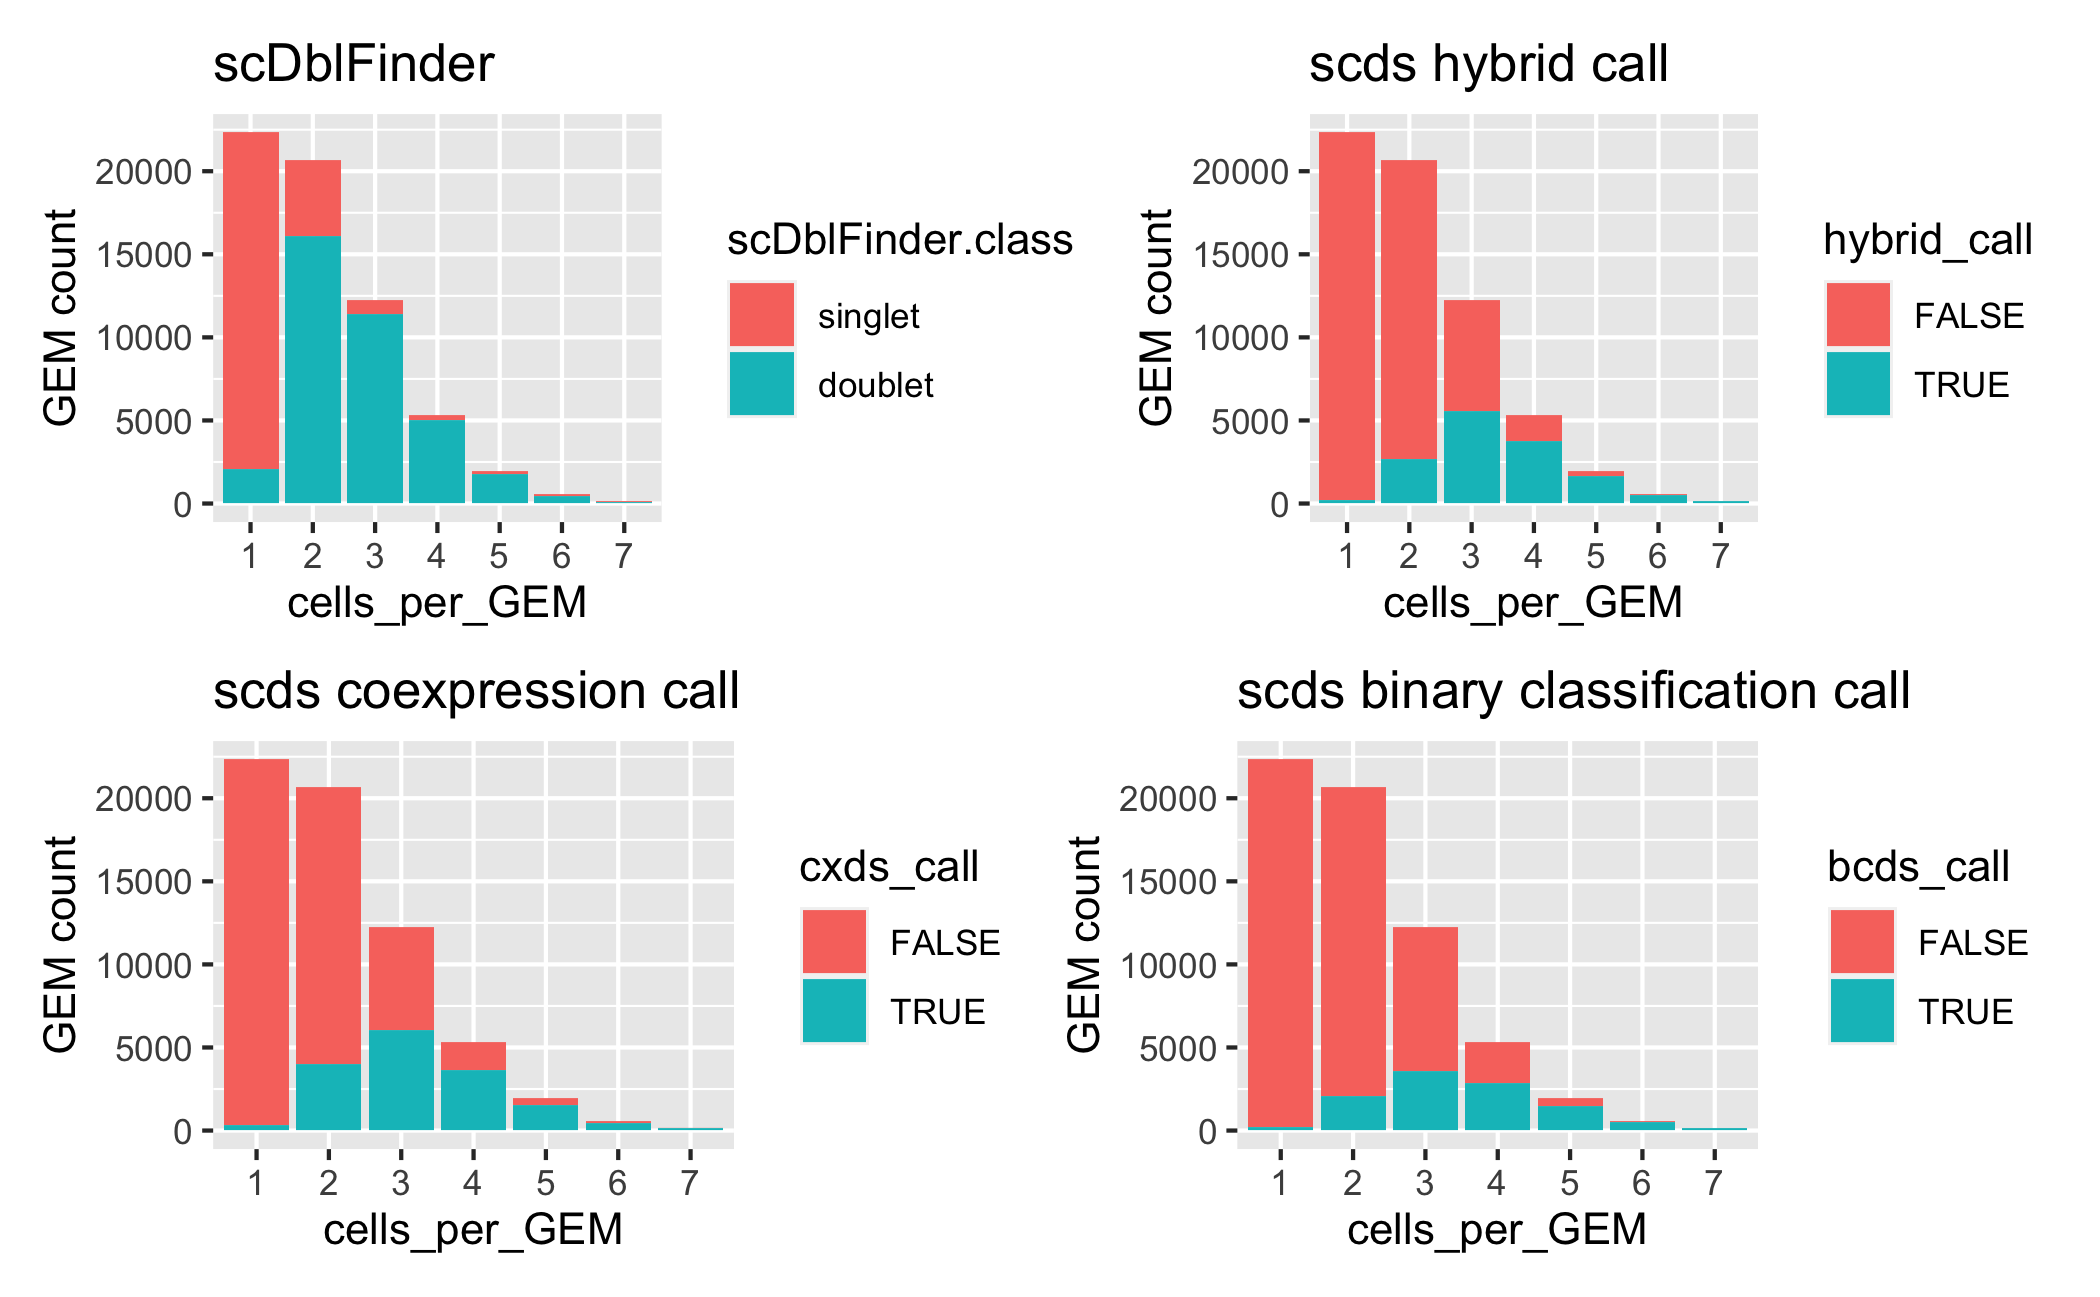 scDblFinder
20000
15000
10000
5000
0
GEM count
1 2 3 4 5 6 7
cells_per_GEM
scDblFinder.class
singlet
doublet
scds hybrid call
20000
15000
10000
5000
0
GEM count
1 2 3 4 5 6 7
cells_per_GEM
hybrid_call
FALSE
TRUE
scds coexpression call
20000
15000
10000
5000
0
GEM count
1 2 3 4 5 6 7
cells_per_GEM
cxds_call
FALSE
TRUE
scds binary classification call
20000
15000
10000
5000
0
GEM count
1 2 3 4 5 6 7
cells_per_GEM
bcds_call
FALSE
TRUE